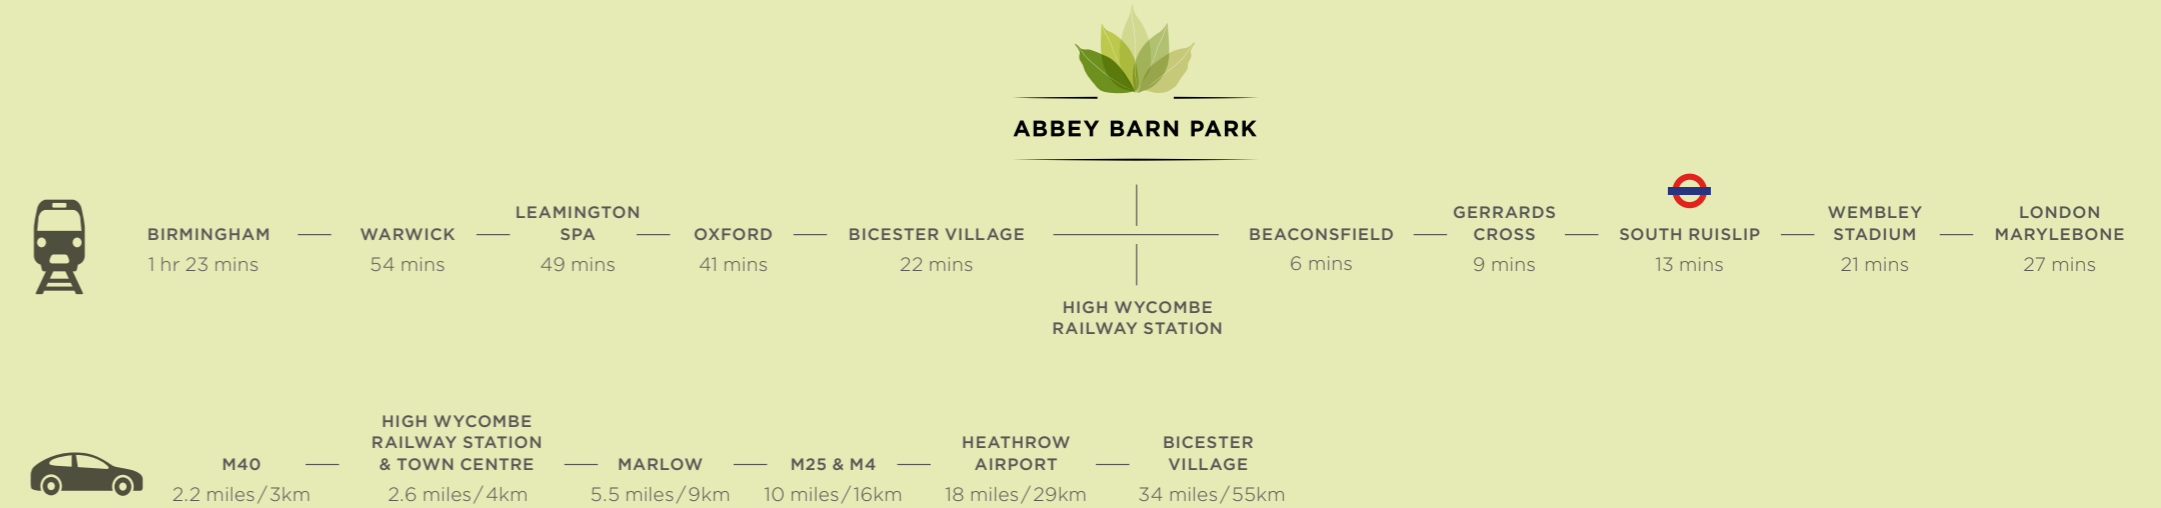 ABBEY BARN PARK
BIRMINGHAM
1 hr 23 mins
WARWICK
54 mins
LEAMINGTON
SPA
49 mins
OXFORD
41 mins
BICESTER VILLAGE
22 mins
HIGH WYCOMBE
RAILWAY STATION
BEACONSFIELD
6 mins
GERRARDS
CROSS
9 mins
SOUTH RUISLIP
13 mins
WEMBLEY
STADIUM
21 mins
LONDON
MARYLEBONE
27 mins
M40
2.2 miles/3km
HIGH WYCOMBE
RAILWAY STATION
& TOWN CENTRE
2.6 miles/4km
MARLOW
5.5 miles/9km
M25 & M4
10 miles/16km
HEATHROW
AIRPORT
18 miles/29km
BICESTER
VILLAGE
34 miles/55km